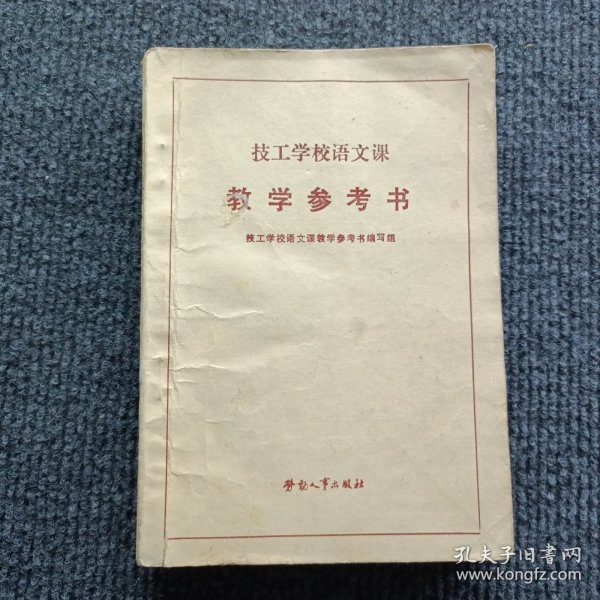 技工学校语文课
教学参考书
技工学校语文课教学参考书编写组
劳动人事出版社
孔夫子旧書网
www.kongfz.com